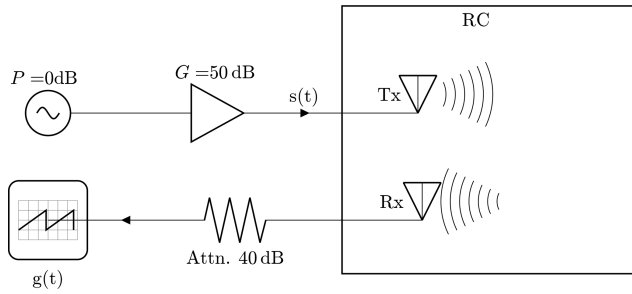 RC
P =0dB
G =50 dB
s(t)
Tx
Rx
Attn. 40 dB
g(t)